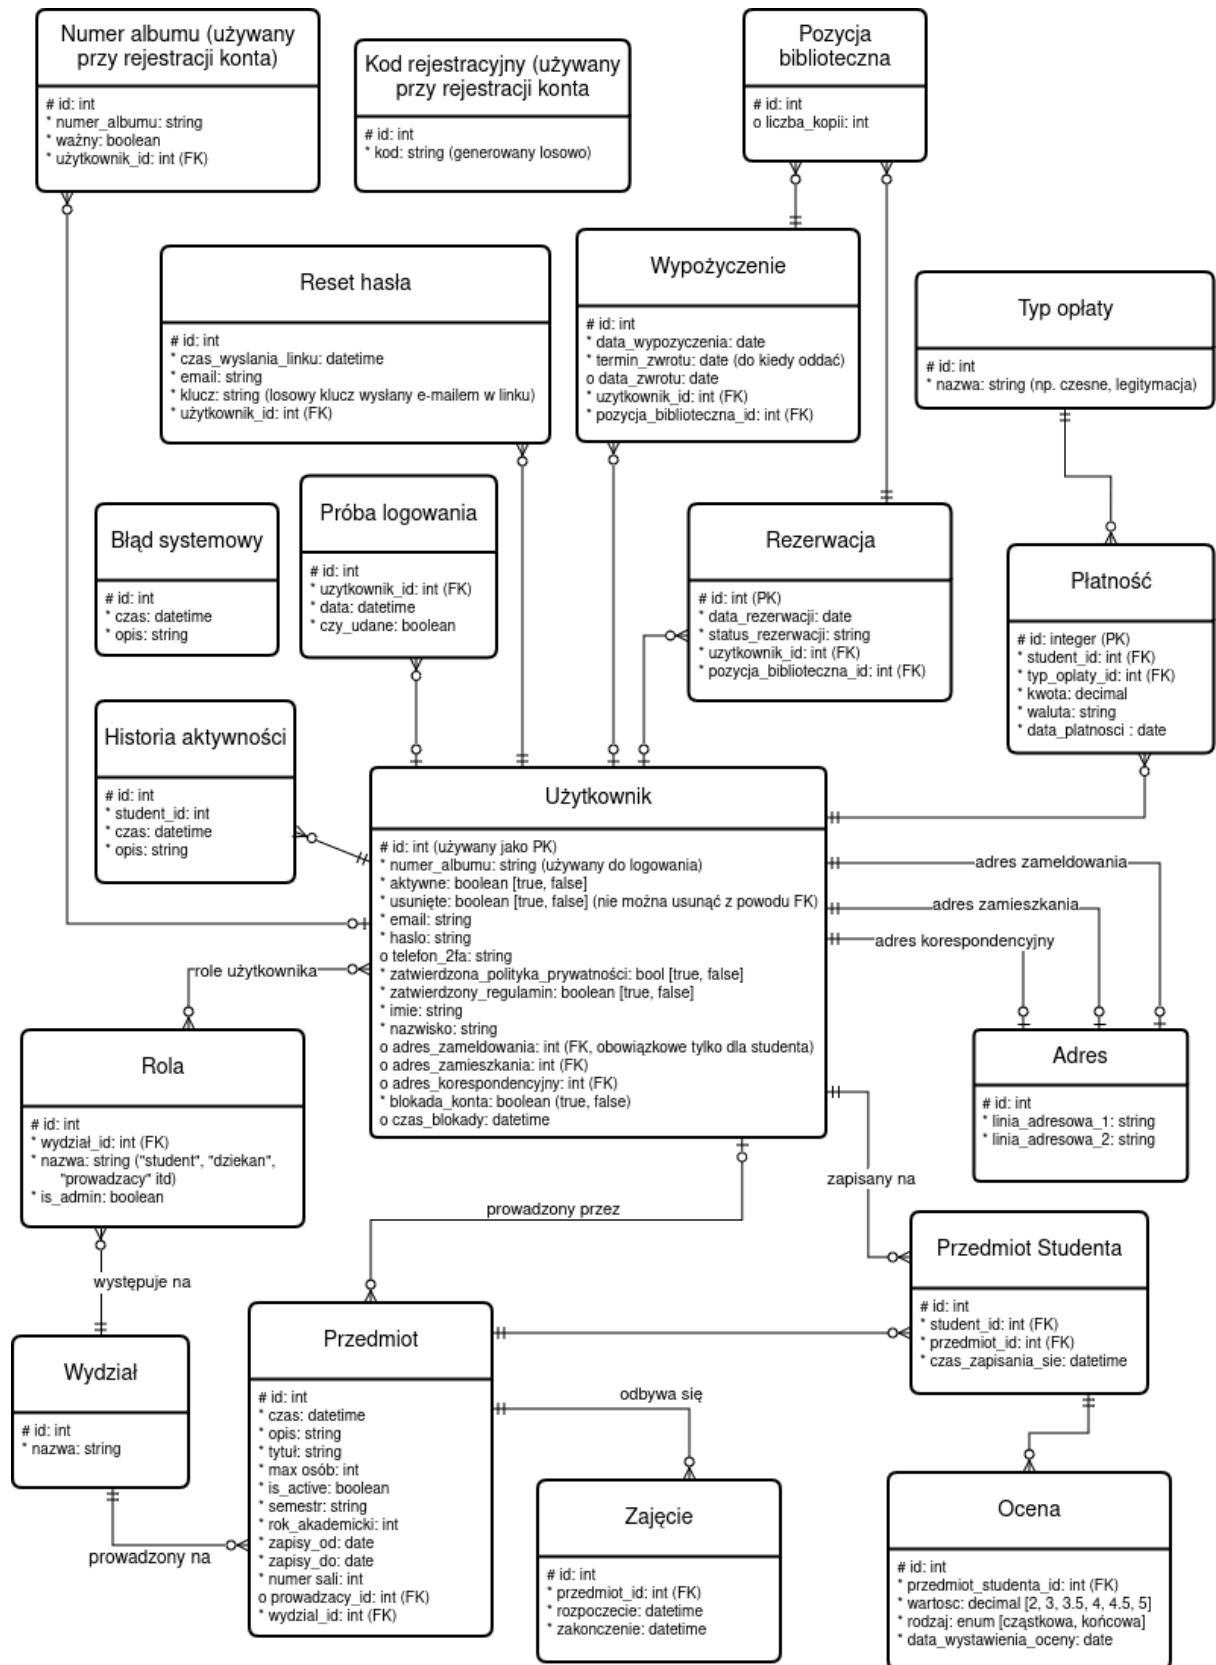 Numer albumu (używany
przy rejestracji konta)
# id: int
* numer_albumu: string
* ważny: boolean
* użytkownik_id: int (FK)
Kod rejestracyjny (używany
przy rejestracji konta
# id: int
* kod: string (generowany losowo)
Pozycja
biblioteczna
# id: int
o liczba_kopii: int
Reset hasła
# id: int
* czas_wyslania_linku: datetime
* email: string
* klucz: string (losowy klucz wysłany e-mailem w linku)
* użytkownik_id: int (FK)
Wypożyczenie
# id: int
* data_wypozyczenia: date
* termin_zwrotu: date (do kiedy oddać)
o data_zwrotu: date
* uzytkownik_id: int (FK)
* pozycja_biblioteczna_id: int (FK)
Typ opłaty
# id: int
* nazwa: string (np. czesne, legitymacja)
Błąd systemowy
# id: int
* czas: datetime
* opis: string
Próba logowania
# id: int
* uzytkownik_id: int (FK)
* data: datetime
* czy_udane: boolean
Rezerwacja
# id: int (PK)
* data_rezerwacji: date
* status_rezerwacji: string
* uzytkownik_id: int (FK)
* pozycja_biblioteczna_id: int (FK)
Płatność
# id: integer (PK)
* student_id: int (FK)
* typ_oplaty_id: int (FK)
* kwota: decimal
* waluta: string
* data_platnosci : date
Historia aktywności
# id: int
* student_id: int
* czas: datetime
* opis: string
Użytkownik
# id: int (używany jako PK)
* numer_albumu: string (używany do logowania)
* aktywne: boolean [true, false]
* usunięte: boolean [true, false] (nie można usunąć z powodu FK)
* email: string
* haslo: string
o telefon_2fa: string
* zatwierdzona_polityka_prywatności: bool [true, false]
* zatwierdzony_regulamin: boolean [true, false]
* imie: string
* nazwisko: string
o adres_zameldowania: int (FK, obowiązkowe tylko dla studenta)
o adres_zamieszkania: int (FK)
o adres_korespondencyjny: int (FK)
* blokada_konta: boolean (true, false)
o czas_blokady: datetime
adres zameldowania
adres zamieszkania
adres korespondencyjny
role użytkownika
Rola
# id: int
* wydział_id: int (FK)
* nazwa: string ("student", "dziekan",
"prowadzacy" itd)
* is_admin: boolean
Adres
# id: int
* linia_adresowa_1: string
* linia_adresowa_2: string
zapisany na
prowadzony przez
występuje na
Przedmiot Studenta
# id: int
* student_id: int (FK)
* przedmiot_id: int (FK)
* czas_zapisania_sie: datetime
Wydział
# id: int
* nazwa: string
prowadzony na
Przedmiot
# id: int
* czas: datetime
* opis: string
* tytuł: string
* max osób: int
* is_active: boolean
* semestr: string
* rok_akademicki: int
* zapisy_od: date
* zapisy_do: date
* numer sali: int
o prowadzacy_id: int (FK)
* wydzial_id: int (FK)
odbywa się
Zajęcie
# id: int
* przedmiot_id: int (FK)
* rozpoczecie: datetime
* zakonczenie: datetime
Ocena
# id: int
* przedmiot_studenta_id: int (FK)
* wartosc: decimal [2, 3, 3.5, 4, 4.5, 5]
* rodzaj: enum [cząstkowa, końcowa]
* data_wystawienia_oceny: date